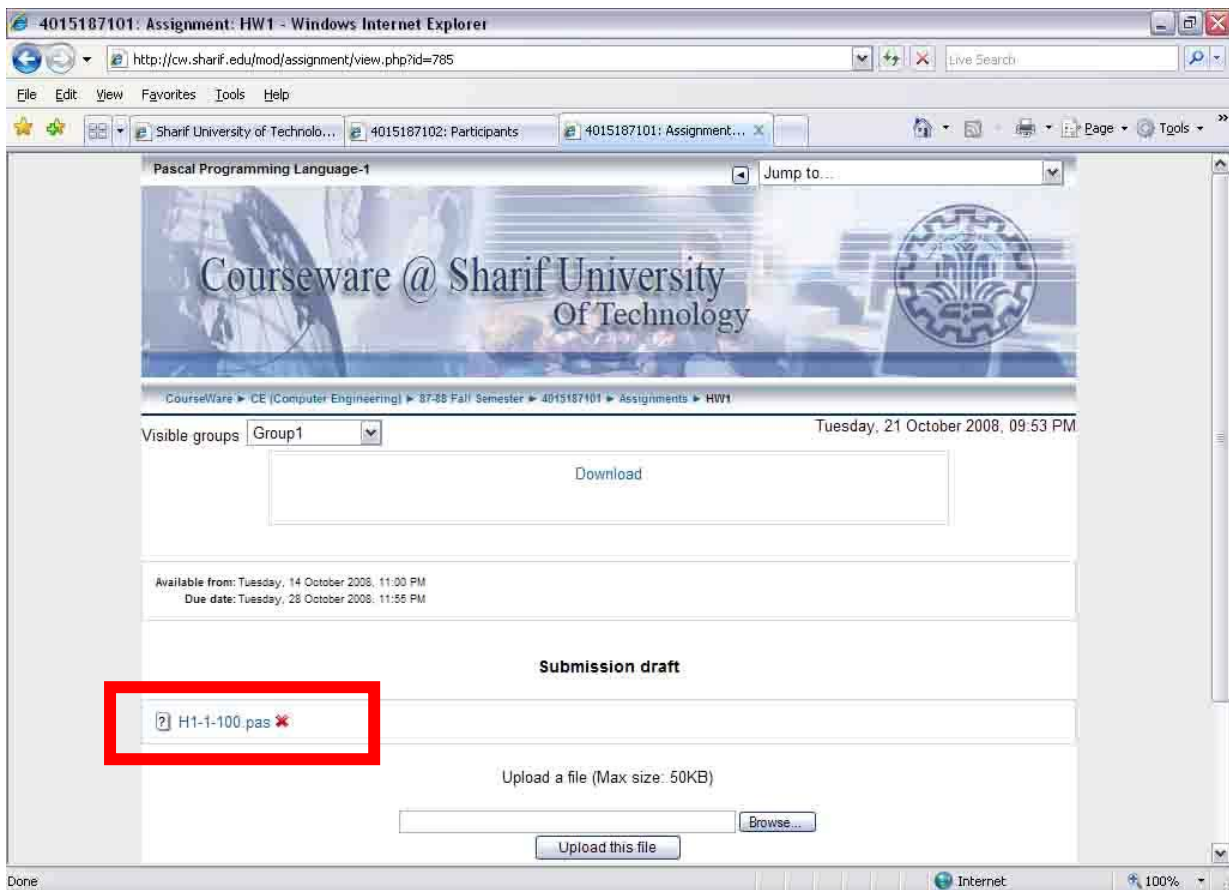 4015187101: Assignment: HW1 - Windows Internet Explorer
http://cw.sharif.edu/mod/assignment/view.php?id=785
Live Search
File Edit View Favorites Tools Help
Sharif University of Technolo... 4015187102: Participants 4015187101: Assignment... Page Tools
Pascal Programming Language-1
Jump to...
Courseware @ Sharif University
Of Technology
CourseWare ► CE (Computer Engineering) ► 87-88 Fall Semester ► 4015187101 ► Assignments ► HW1
Visible groups Group1
Tuesday, 21 October 2008, 09:53 PM
Download
Available from: Tuesday, 14 October 2008, 11:00 PM
Due date: Tuesday, 28 October 2008, 11:55 PM
Submission draft
H1-1-100.pas
Upload a file (Max size: 50KB)
Browse...
Upload this file
Done Internet 100%